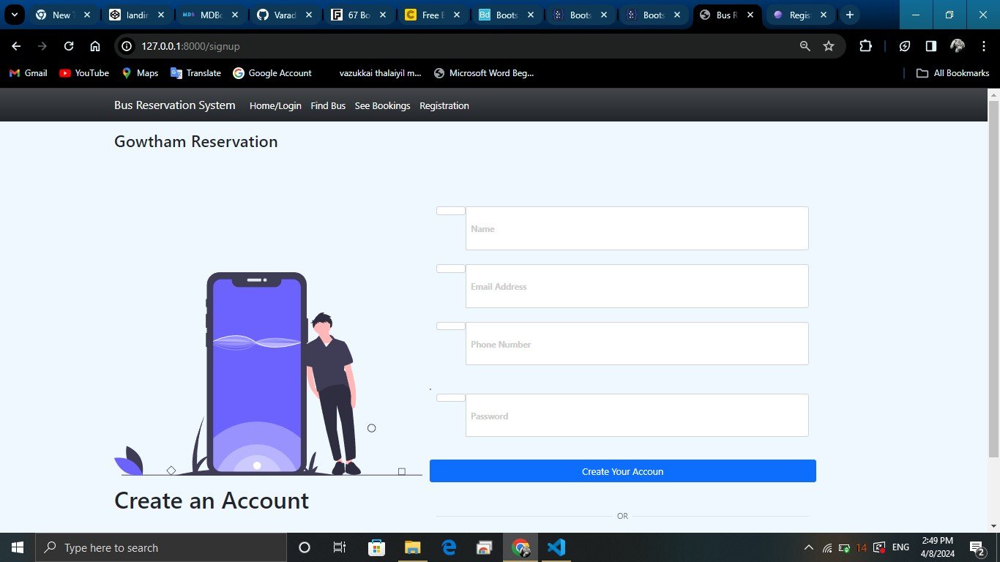 New T
landin
MDBo
Varad
67 Bo
Free B
Boots
Boots
Boots
Bus R
Regis
127.0.0.1:8000/signup
Gmail
YouTube
Maps
Translate
Google Account
vazukkai thalaiyil m...
Microsoft Word Beg...
All Bookmarks
Bus Reservation System Home/Login Find Bus See Bookings Registration
Gowtham Reservation
Name
Email Address
Phone Number
Password
Create Your Accoun
Create an Account
OR
Type here to search
14
ENG
2:49 PM
4/8/2024
2